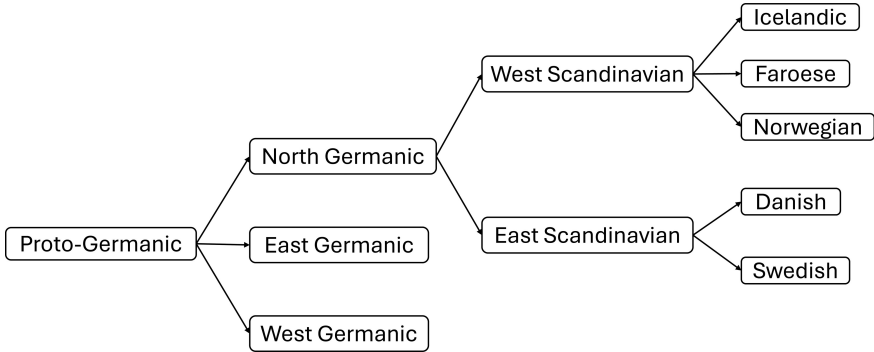 Proto-Germanic
North Germanic
East Germanic
West Germanic
West Scandinavian
East Scandinavian
Icelandic
Faroese
Norwegian
Danish
Swedish